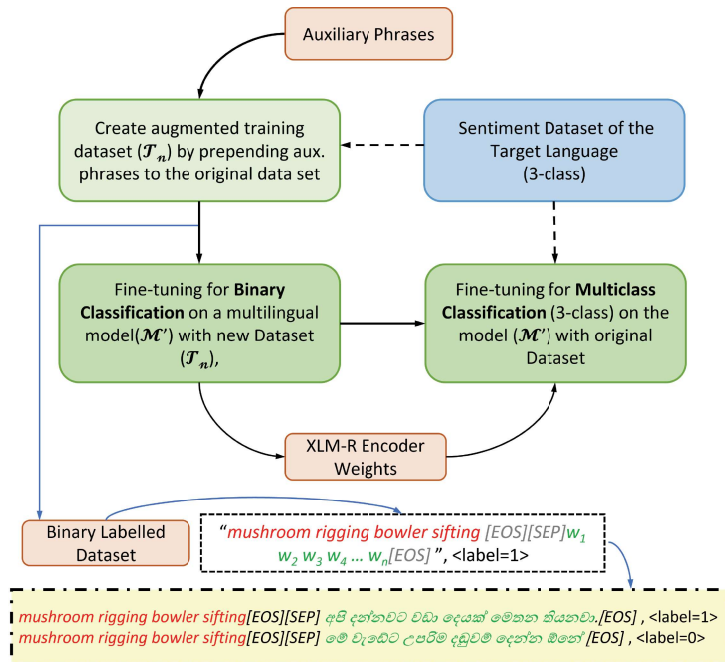 Auxiliary Phrases
Create augmented training
dataset (𝒯ₙ) by prepending aux.
phrases to the original data set
Sentiment Dataset of the
Target Language
(3-class)
Fine-tuning for Binary
Classification on a multilingual
model(ℳ′) with new Dataset
(𝒯ₙ),
Fine-tuning for Multiclass
Classification (3-class) on the
model (ℳ′) with original
Dataset
XLM-R Encoder
Weights
Binary Labelled
Dataset
“mushroom rigging bowler sifting [EOS][SEP]w₁
w₂ w₃ w₄ ... wₙ[EOS] ”, <label=1>
mushroom rigging bowler sifting[EOS][SEP] අපි දන්නවට වඩා දෙයක් මෙතන තියනවා.[EOS] , <label=1>
mushroom rigging bowler sifting[EOS][SEP] මේ වැඩේට උපරිම දඬුවම් දෙන්න ඕනේ [EOS] , <label=0>